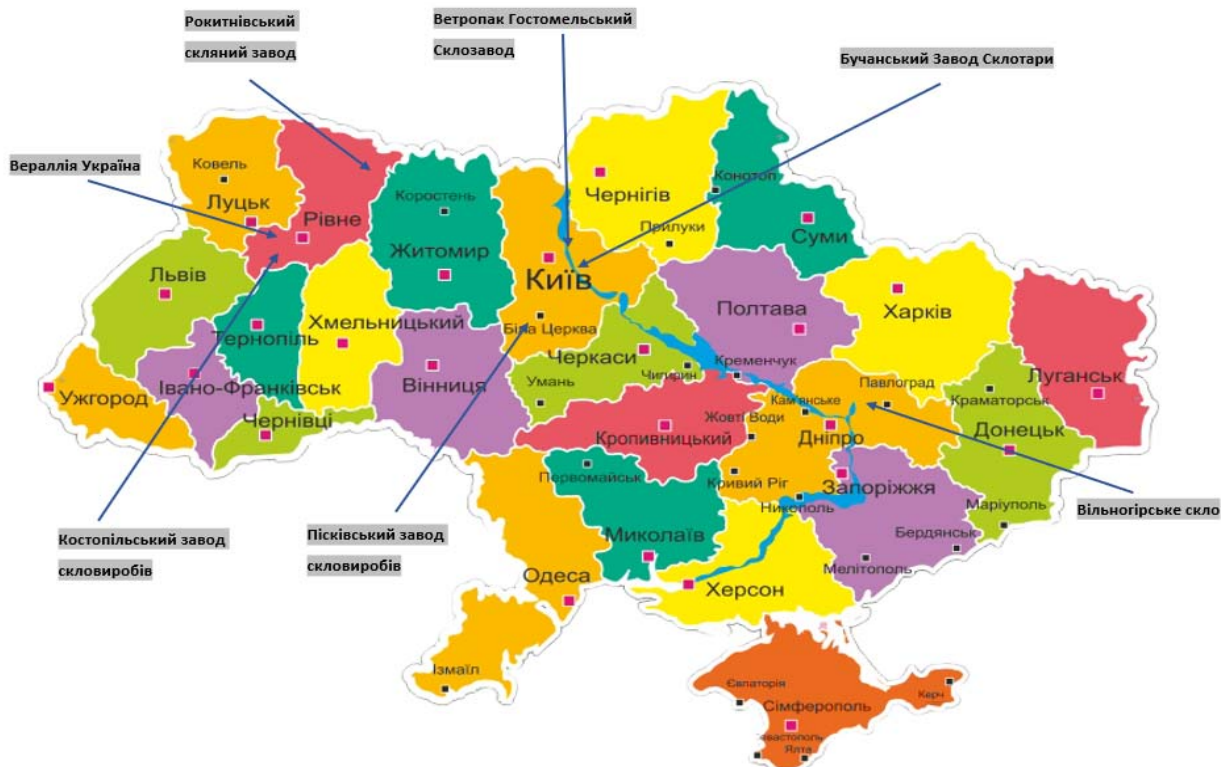 Рокитнівський
скляний завод
Ветропак Гостомельський
Склозавод
Бучанський Завод Склотари
Вераллія Україна
Ковель
Луцьк
Рівне
Коростень
Житомир
Чернігів
Конотоп
Прилуки
Суми
Львів
Київ
Тернопіль
Хмельницький
Біла Церква
Полтава
Харків
Черкаси
Чигирин
Кременчук
Ужгород
Івано-Франківськ
Вінниця
Умань
Чернівці
Кропивницький
Жовті Води
Кам'янське
Павлоград
Дніпро
Краматорськ
Луганськ
Донецьк
Первомайськ
Кривий Ріг
Запоріжжя
Никополь
Маріуполь
Вільногірське скло
Костопільський завод
скловиробів
Пісківський завод
скловиробів
Миколаїв
Бердянськ
Мелітополь
Одеса
Херсон
Ізмаїл
Євпаторія
Керч
Сімферополь
евастополь
Ялта